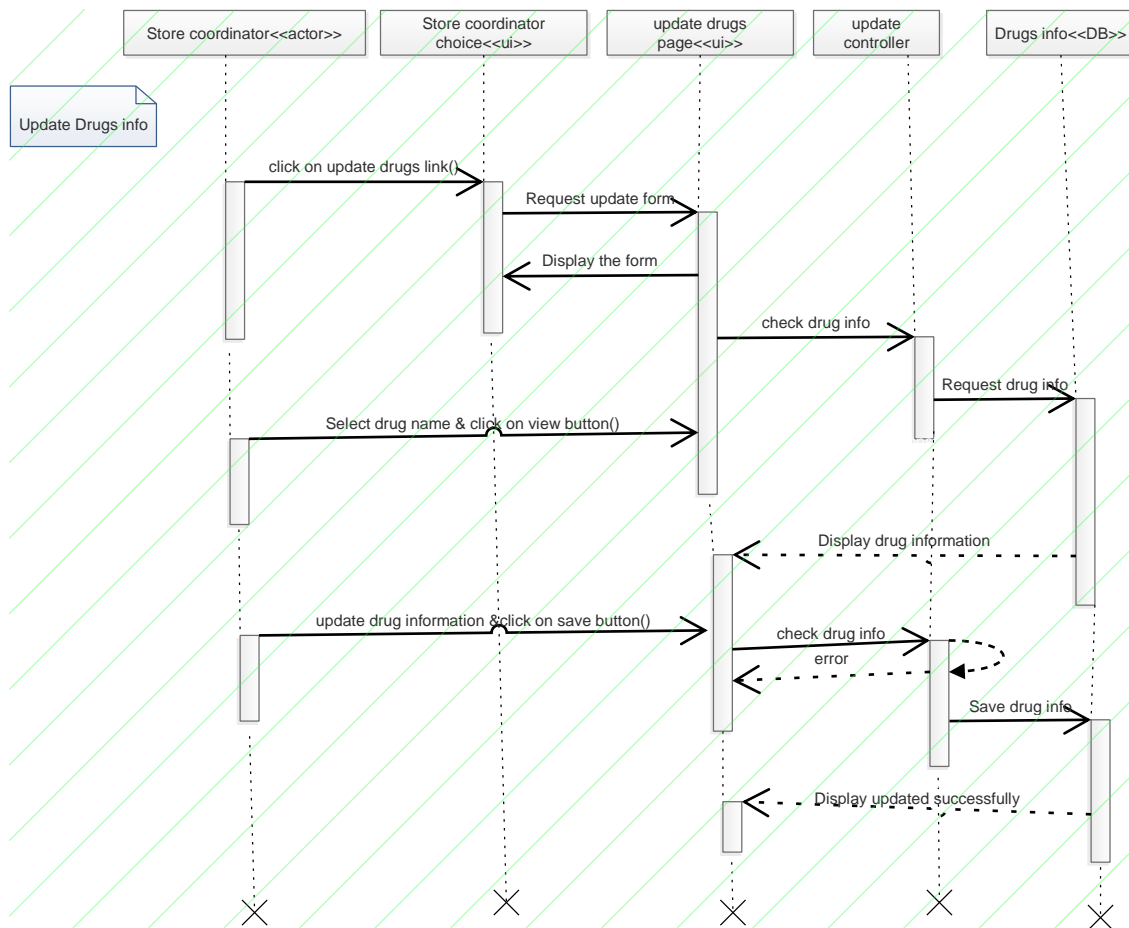 Store coordinator<<actor>>
Store coordinator
choice<<ui>>
update drugs
page<<ui>>
update
controller
Drugs info<<DB>>
Update Drugs info
click on update drugs link()
Request update form
Display the form
check drug info
Request drug info
Select drug name & click on view button()
Display drug information
update drug information &click on save button()
check drug info
error
Save drug info
Display updated successfully